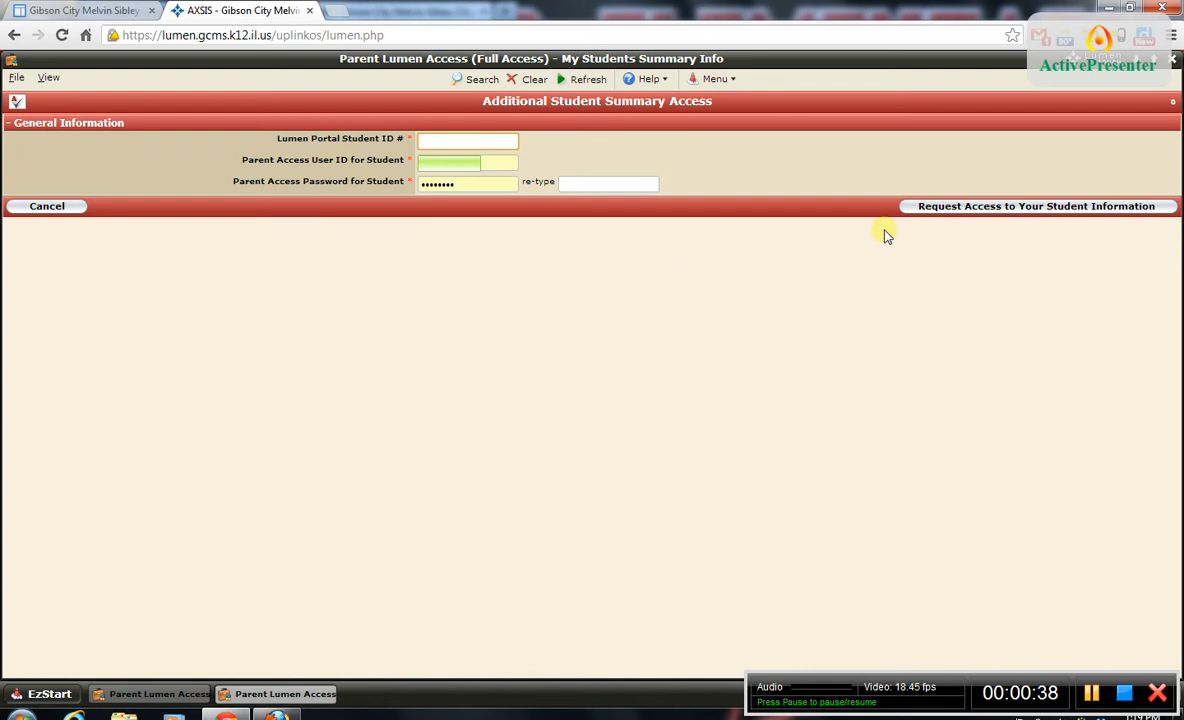 Gibson City Melvin Sibley
AXSIS - Gibson City Melvin
https://lumen.gcms.k12.il.us/uplinkos/lumen.php
ActivePresenter
Parent Lumen Access (Full Access) - My Students Summary Info
File View
Search Clear Refresh Help Menu
Additional Student Summary Access
- General Information
Lumen Portal Student ID # *
Parent Access User ID for Student *
Parent Access Password for Student * •••••••• re-type
Cancel Request Access to Your Student Information
Audio Video: 18.45 fps
Press Pause to pause/resume
00:00:38
EzStart Parent Lumen Access Parent Lumen Access